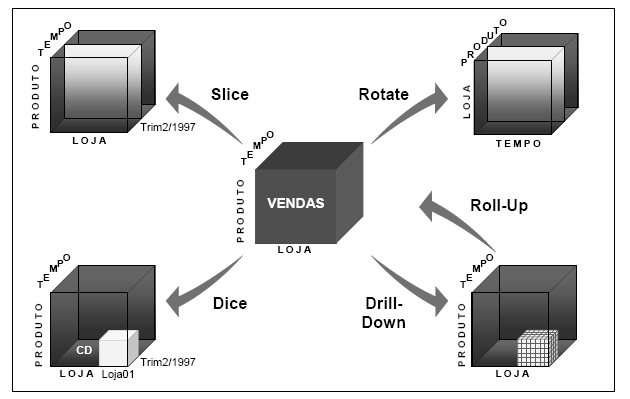 TEMPO
PRODUTO
LOJA
Trim2/1997
Slice
Rotate
PRODUTO
LOJA
TEMPO
TEMPO
PRODUTO
VENDAS
LOJA
Roll-Up
TEMPO
PRODUTO
CD
LOJA
Loja01
Trim2/1997
Dice
Drill-
Down
TEMPO
PRODUTO
LOJA